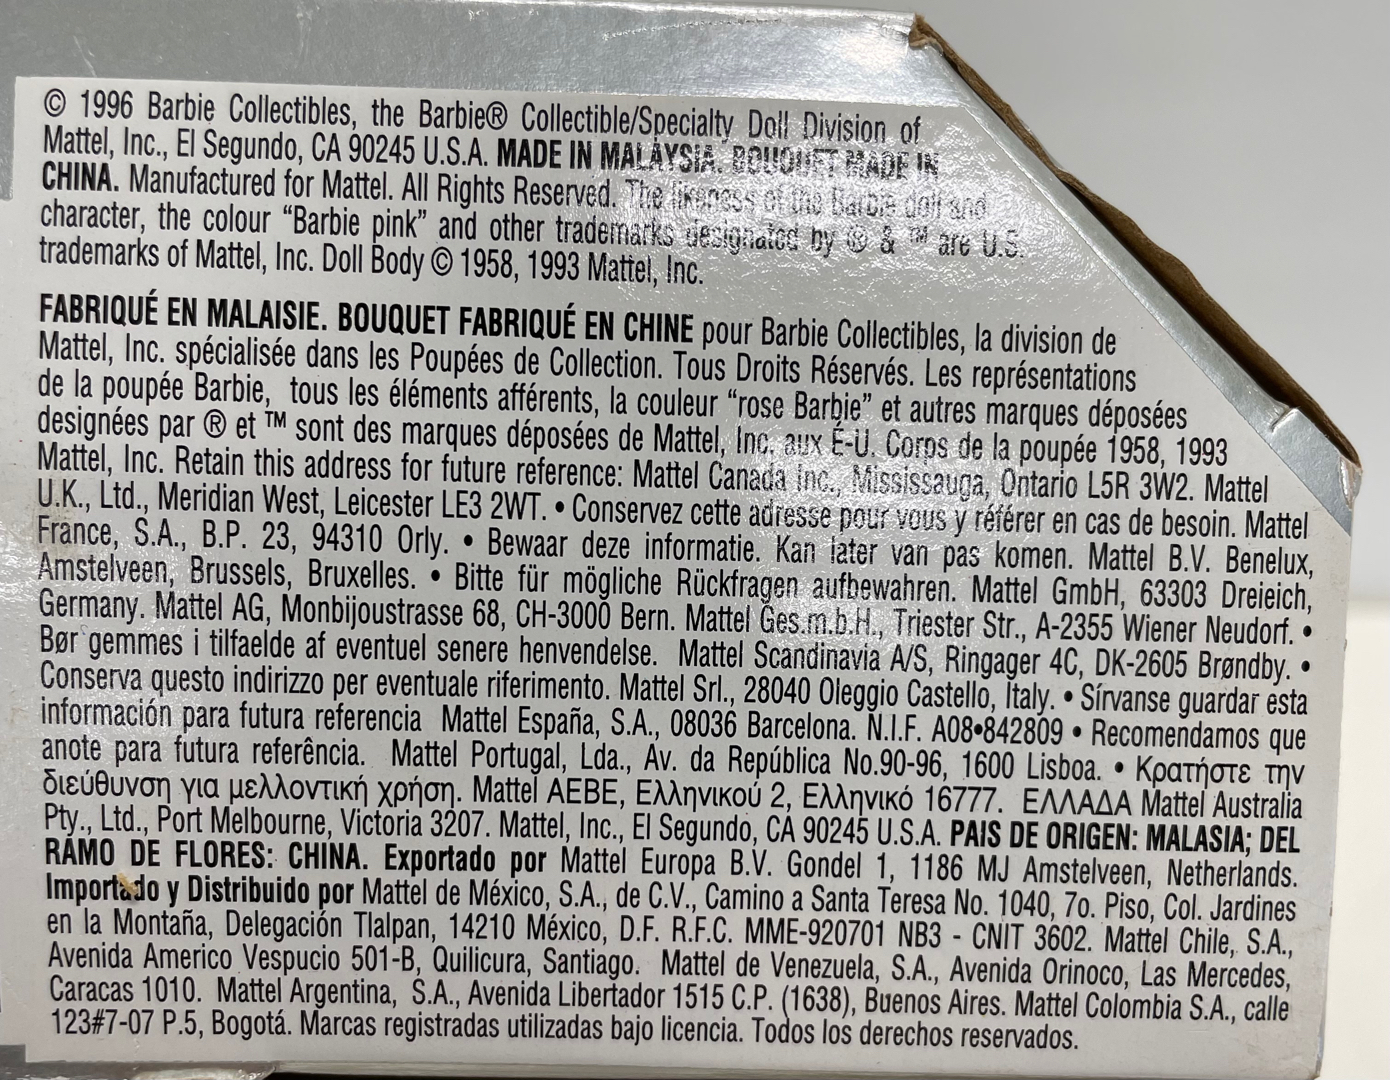 © 1996 Barbie Collectibles, the Barbie® Collectible/Specialty Doll Division of
Mattel, Inc., El Segundo, CA 90245 U.S.A. MADE IN MALAYSIA. BOUQUET MADE IN
CHINA. Manufactured for Mattel. All Rights Reserved. The likeness of the Barbie doll and
character, the colour “Barbie pink” and other trademarks designated by ® & ™ are U.S.
trademarks of Mattel, Inc. Doll Body © 1958, 1993 Mattel, Inc.
FABRIQUÉ EN MALAISIE. BOUQUET FABRIQUÉ EN CHINE pour Barbie Collectibles, la division de
Mattel, Inc. spécialisée dans les Poupées de Collection. Tous Droits Réservés. Les représentations
de la poupée Barbie, tous les éléments afférents, la couleur “rose Barbie” et autres marques déposées
designées par ® et ™ sont des marques déposées de Mattel, Inc. aux É-U. Corps de la poupée 1958, 1993
Mattel, Inc. Retain this address for future reference: Mattel Canada Inc., Mississauga, Ontario L5R 3W2. Mattel
U.K., Ltd., Meridian West, Leicester LE3 2WT. • Conservez cette adresse pour vous y référer en cas de besoin. Mattel
France, S.A., B.P. 23, 94310 Orly. • Bewaar deze informatie. Kan later van pas komen. Mattel B.V. Benelux,
Amstelveen, Brussels, Bruxelles. • Bitte für mögliche Rückfragen aufbewahren. Mattel GmbH, 63303 Dreieich,
Germany. Mattel AG, Monbijoustrasse 68, CH-3000 Bern. Mattel Ges.m.b.H., Triester Str., A-2355 Wiener Neudorf. •
Bør gemmes i tilfaelde af eventuel senere henvendelse. Mattel Scandinavia A/S, Ringager 4C, DK-2605 Brøndby. •
Conserva questo indirizzo per eventuale riferimento. Mattel Srl., 28040 Oleggio Castello, Italy. • Sírvanse guardar esta
información para futura referencia Mattel España, S.A., 08036 Barcelona. N.I.F. A08•842809 • Recomendamos que
anote para futura referência. Mattel Portugal, Lda., Av. da República No.90-96, 1600 Lisboa. • Κρατήστε την
διεύθυνση για μελλοντική χρήση. Mattel AEBE, Ελληνικού 2, Ελληνικό 16777. ΕΛΛΑΔΑ Mattel Australia
Pty., Ltd., Port Melbourne, Victoria 3207. Mattel, Inc., El Segundo, CA 90245 U.S.A. PAIS DE ORIGEN: MALASIA; DEL
RAMO DE FLORES: CHINA. Exportado por Mattel Europa B.V. Gondel 1, 1186 MJ Amstelveen, Netherlands.
Importado y Distribuido por Mattel de México, S.A., de C.V., Camino a Santa Teresa No. 1040, 7o. Piso, Col. Jardines
en la Montaña, Delegación Tlalpan, 14210 México, D.F. R.F.C. MME-920701 NB3 - CNIT 3602. Mattel Chile, S.A.,
Avenida Americo Vespucio 501-B, Quilicura, Santiago. Mattel de Venezuela, S.A., Avenida Orinoco, Las Mercedes,
Caracas 1010. Mattel Argentina, S.A., Avenida Libertador 1515 C.P. (1638), Buenos Aires. Mattel Colombia S.A., calle
123#7-07 P.5, Bogotá. Marcas registradas utilizadas bajo licencia. Todos los derechos reservados.